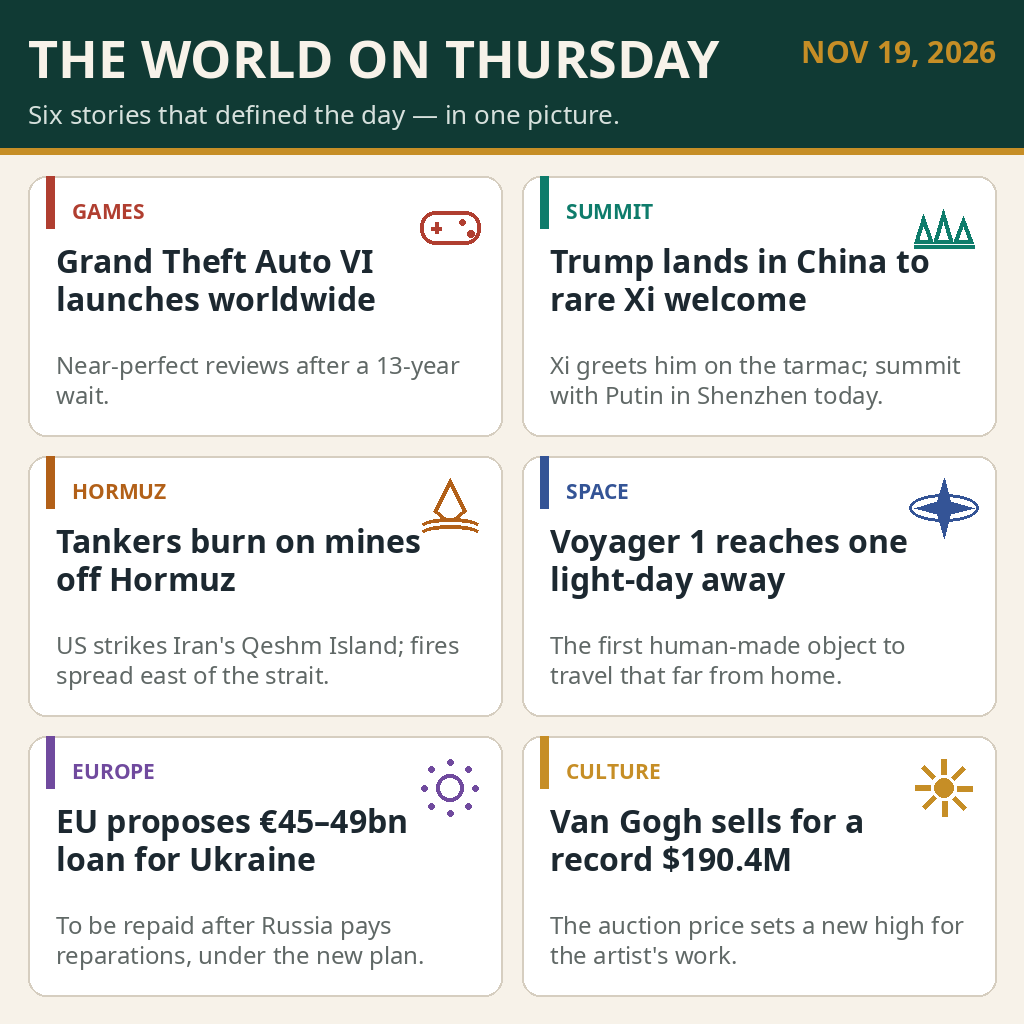 THE WORLD ON THURSDAY
NOV 19, 2026
Six stories that defined the day — in one picture.
GAMES
Grand Theft Auto VI
launches worldwide
Near-perfect reviews after a 13-year
wait.
SUMMIT
Trump lands in China to
rare Xi welcome
Xi greets him on the tarmac; summit
with Putin in Shenzhen today.
HORMUZ
Tankers burn on mines
off Hormuz
US strikes Iran's Qeshm Island; fires
spread east of the strait.
SPACE
Voyager 1 reaches one
light-day away
The first human-made object to
travel that far from home.
EUROPE
EU proposes €45–49bn
loan for Ukraine
To be repaid after Russia pays
reparations, under the new plan.
CULTURE
Van Gogh sells for a
record $190.4M
The auction price sets a new high for
the artist's work.